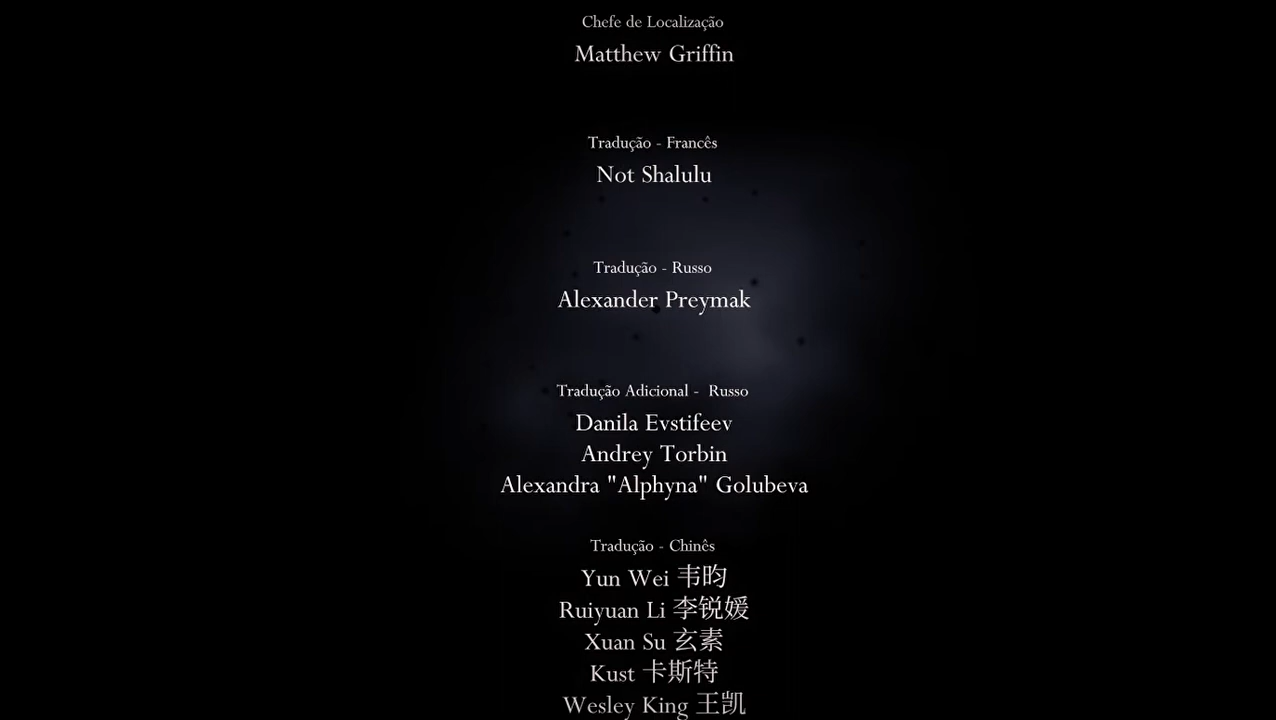 Chefe de Localização
Matthew Griffin
Tradução - Francês
Not Shalulu
Tradução - Russo
Alexander Preymak
Tradução Adicional -  Russo
Danila Evstifeev
Andrey Torbin
Alexandra "Alphyna" Golubeva
Tradução - Chinês
Yun Wei 韦昀
Ruiyuan Li 李锐媛
Xuan Su 玄素
Kust 卡斯特
Wesley King 王凯